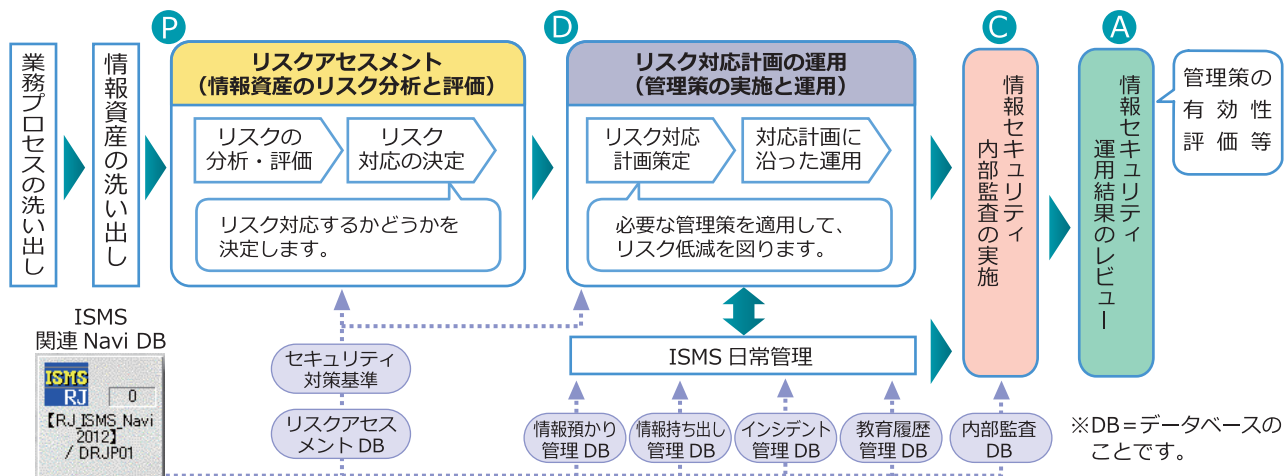 P
D
C
A
業務プロセスの洗い出し
情報資産の洗い出し
リスクアセスメント
(情報資産のリスク分析と評価)
リスクの
分析・評価
リスク
対応の決定
リスク対応するかどうかを
決定します。
リスク対応計画の運用
(管理策の実施と運用)
リスク対応
計画策定
対応計画に
沿った運用
必要な管理策を適用して、
リスク低減を図ります。
情報セキュリティ
内部監査の実施
情報セキュリティ
運用結果のレビュー
管理策の
有効性
評価等
ISMS
関連 Navi DB
ISMS
RJ
0
【RJ_ISMS_Navi
2012】
/ DRJP01
セキュリティ
対策基準
リスクアセス
メント DB
ISMS 日常管理
情報預かり
管理 DB
情報持ち出し
管理 DB
インシデント
管理 DB
教育履歴
管理 DB
内部監査
DB
※DB=データベースの
ことです。